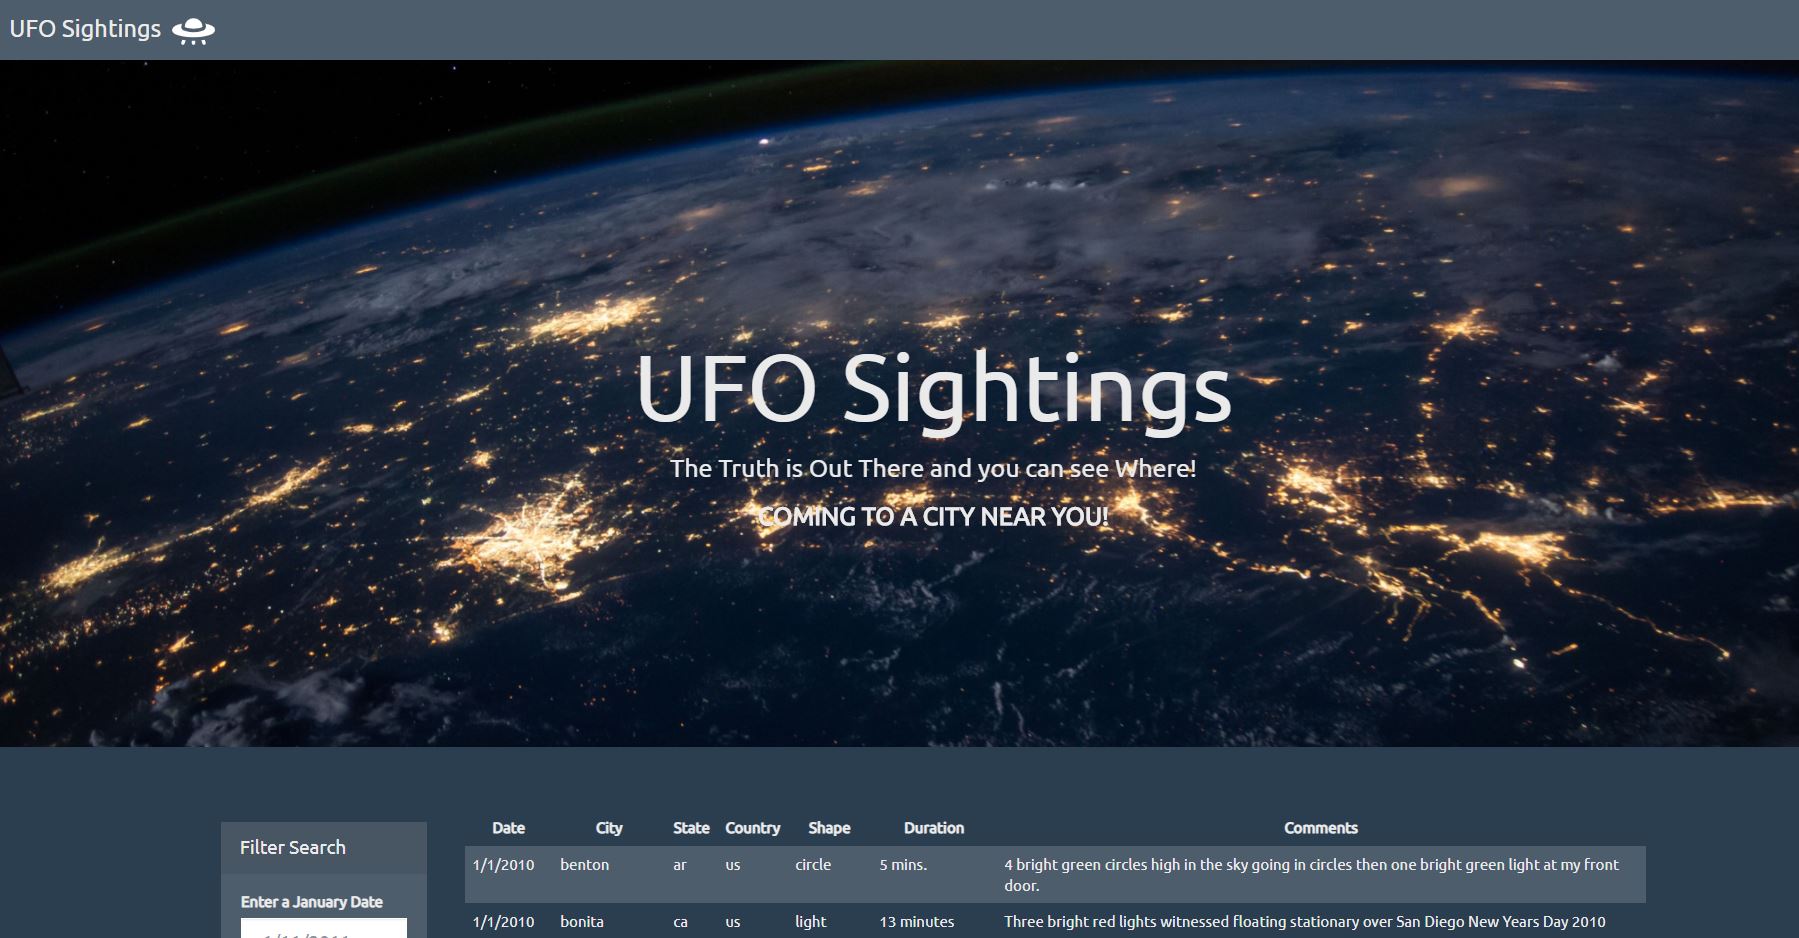 UFO Sightings
UFO Sightings
The Truth is Out There and you can see Where!
COMING TO A CITY NEAR YOU!
Filter Search
Enter a January Date
Date City State Country Shape Duration Comments
1/1/2010 benton ar us circle 5 mins. 4 bright green circles high in the sky going in circles then one bright green light at my front
door.
1/1/2010 bonita ca us light 13 minutes Three bright red lights witnessed floating stationary over San Diego New Years Day 2010